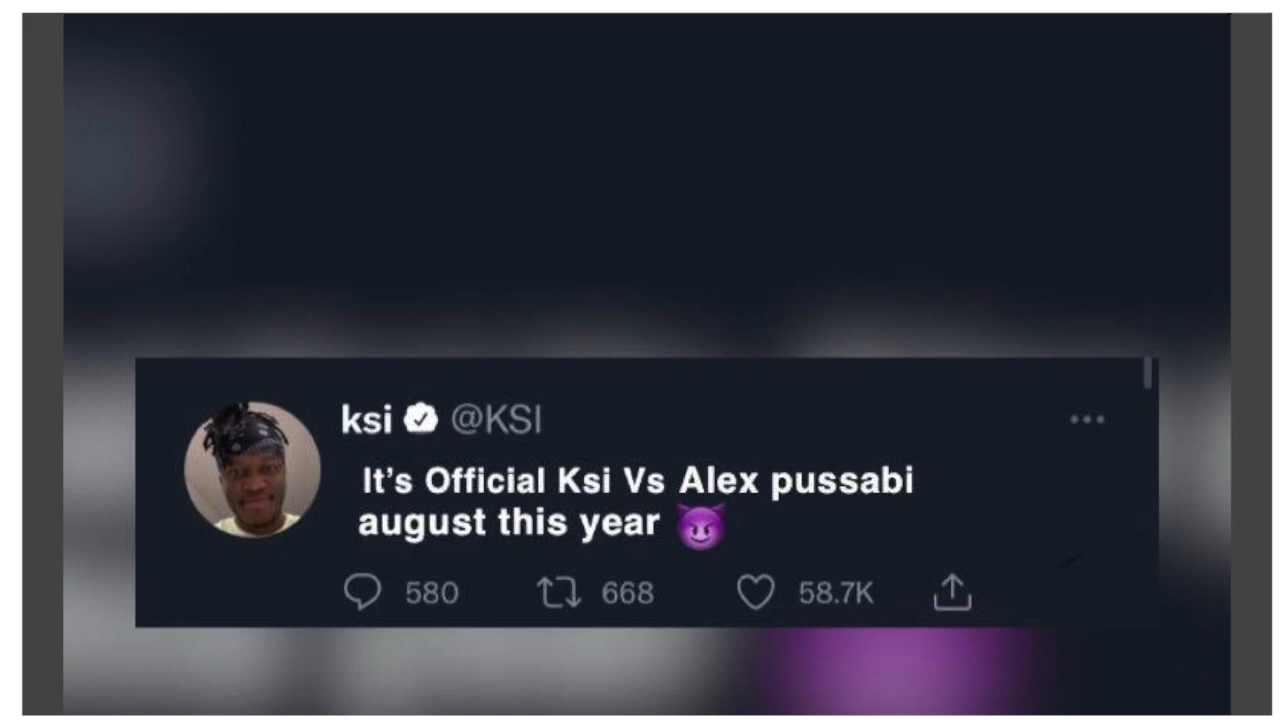 ksi @KSI
It's Official Ksi Vs Alex pussabi
august this year 😈
580 668 58.7K